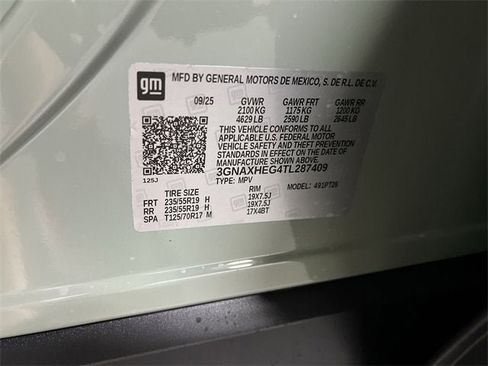 gm MFD BY GENERAL MOTORS DE MEXICO, S. DE R.L. DE C.V.
09/25 GVWR GAWR FRT GAWR RR
2100 KG 1175 KG 1200 KG
4629 LB 2590 LB 2645 LB
THIS VEHICLE CONFORMS TO ALL
APPLICABLE U.S. FEDERAL MOTOR
VEHICLE SAFETY AND THEFT PREVENTION
STANDARDS IN EFFECT ON THE DATE OF
MANUFACTURE SHOWN ABOVE.
3GNAXHEG4TL287409
125J TYPE: MPV MODEL: 491PT26
TIRE SIZE RIM
FRT 235/55R19 H 19X7.5J
RR 235/55R19 H 19X7.5J
SPA T125/70R17 M 17X4BT